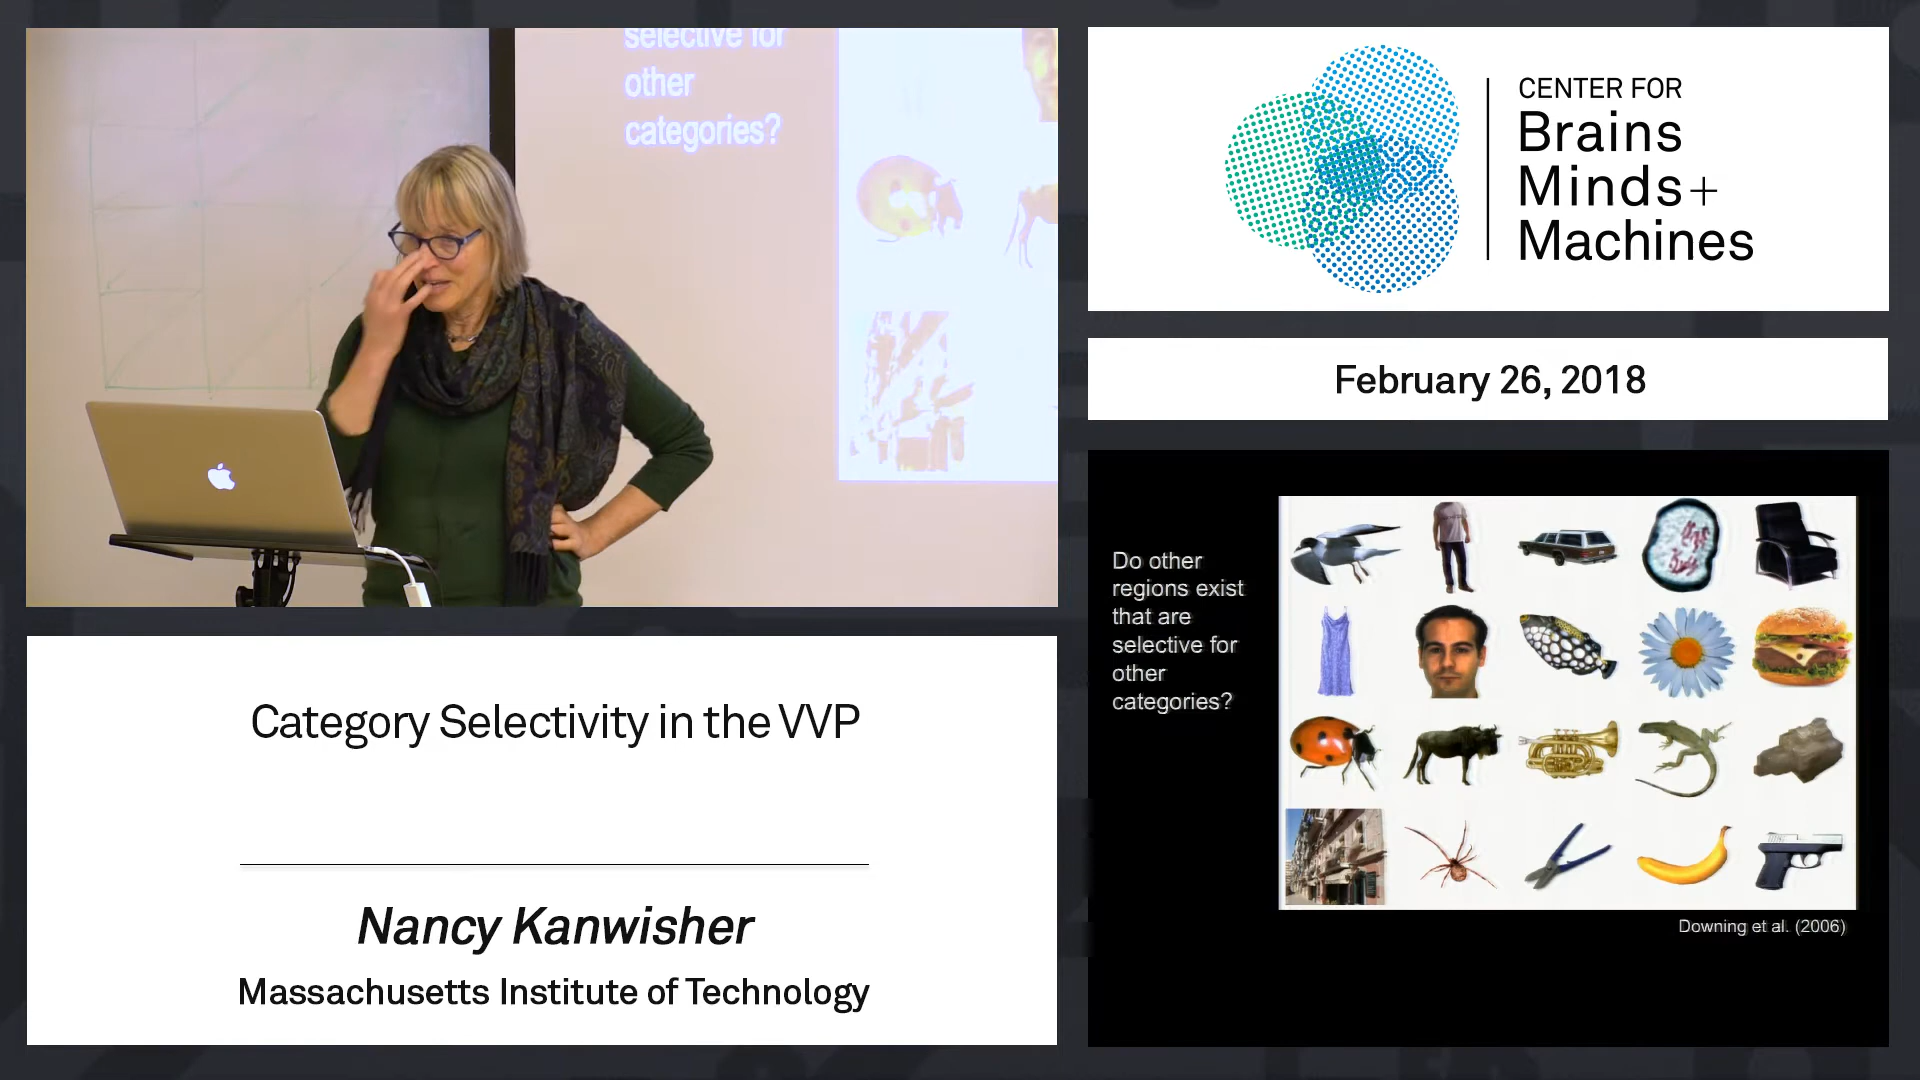 selective for
other
categories?
CENTER FOR
Brains
Minds+
Machines
February 26, 2018
Category Selectivity in the VVP
Nancy Kanwisher
Massachusetts Institute of Technology
Do other
regions exist
that are
selective for
other
categories?
Downing et al. (2006)